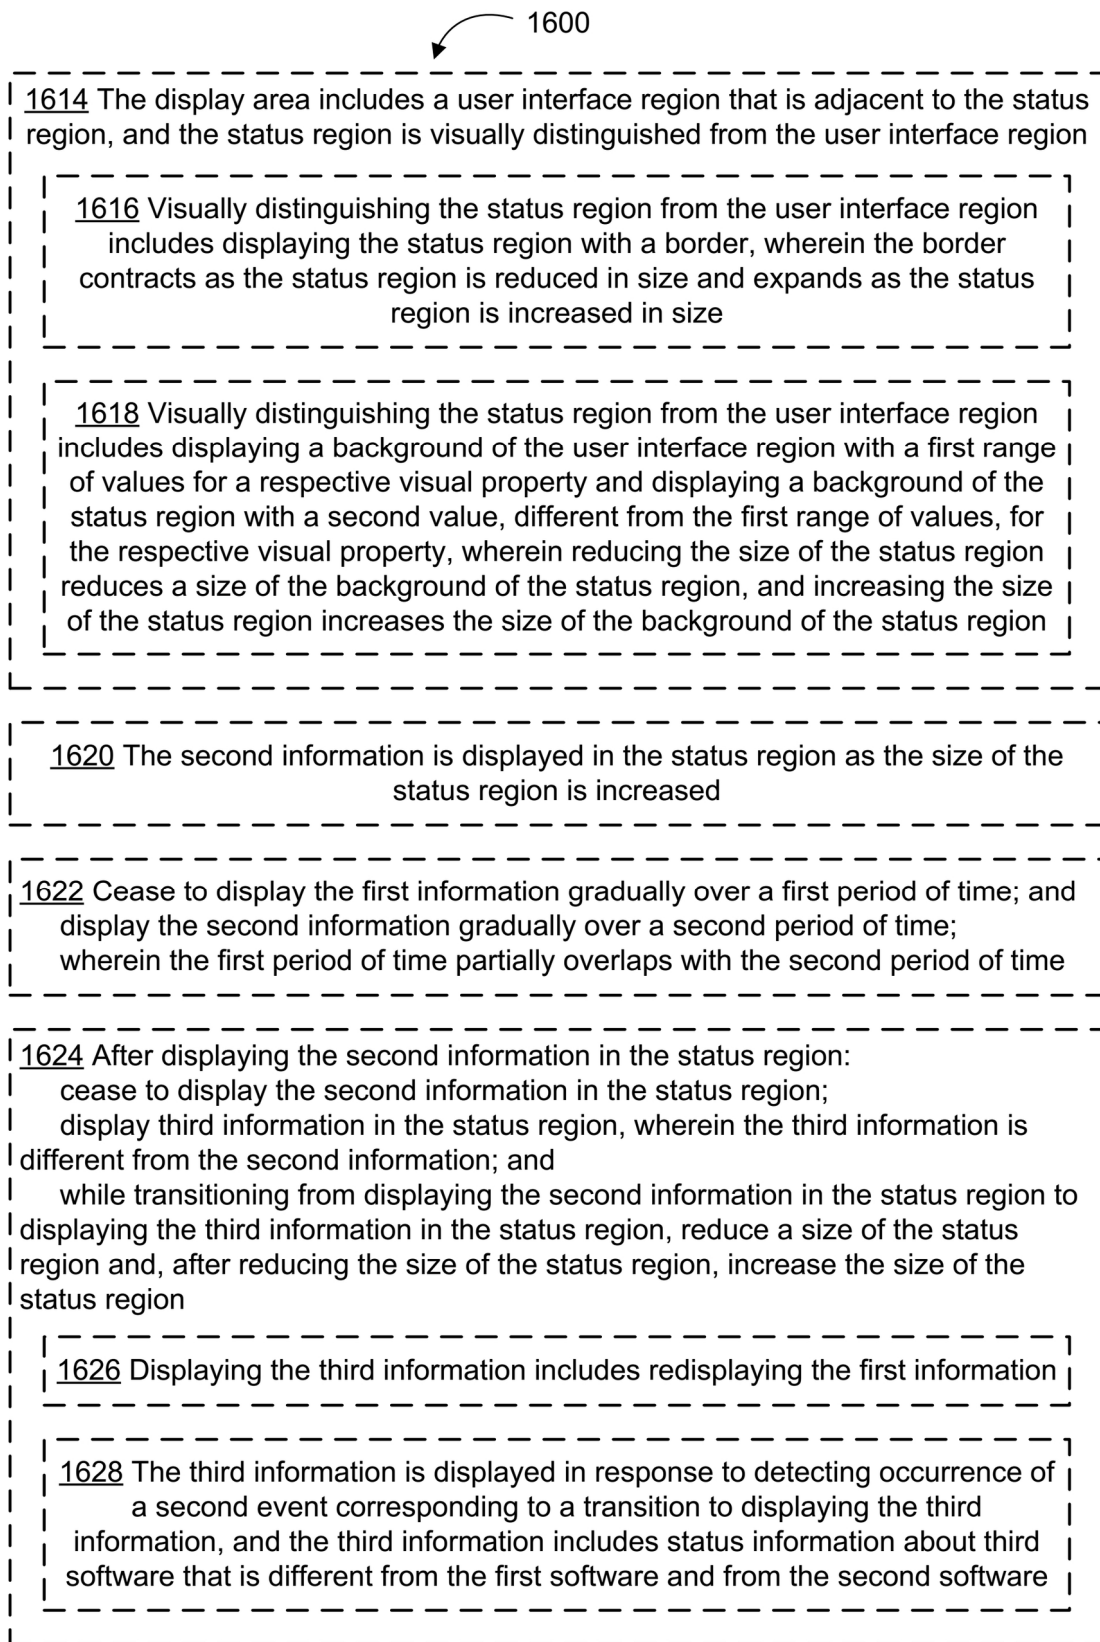 1600
1614 The display area includes a user interface region that is adjacent to the status
region, and the status region is visually distinguished from the user interface region
1616 Visually distinguishing the status region from the user interface region
includes displaying the status region with a border, wherein the border
contracts as the status region is reduced in size and expands as the status
region is increased in size
1618 Visually distinguishing the status region from the user interface region
includes displaying a background of the user interface region with a first range
of values for a respective visual property and displaying a background of the
status region with a second value, different from the first range of values, for
the respective visual property, wherein reducing the size of the status region
reduces a size of the background of the status region, and increasing the size
of the status region increases the size of the background of the status region
1620 The second information is displayed in the status region as the size of the
status region is increased
1622 Cease to display the first information gradually over a first period of time; and
display the second information gradually over a second period of time;
wherein the first period of time partially overlaps with the second period of time
1624 After displaying the second information in the status region:
cease to display the second information in the status region;
display third information in the status region, wherein the third information is
different from the second information; and
while transitioning from displaying the second information in the status region to
displaying the third information in the status region, reduce a size of the status
region and, after reducing the size of the status region, increase the size of the
status region
1626 Displaying the third information includes redisplaying the first information
1628 The third information is displayed in response to detecting occurrence of
a second event corresponding to a transition to displaying the third
information, and the third information includes status information about third
software that is different from the first software and from the second software